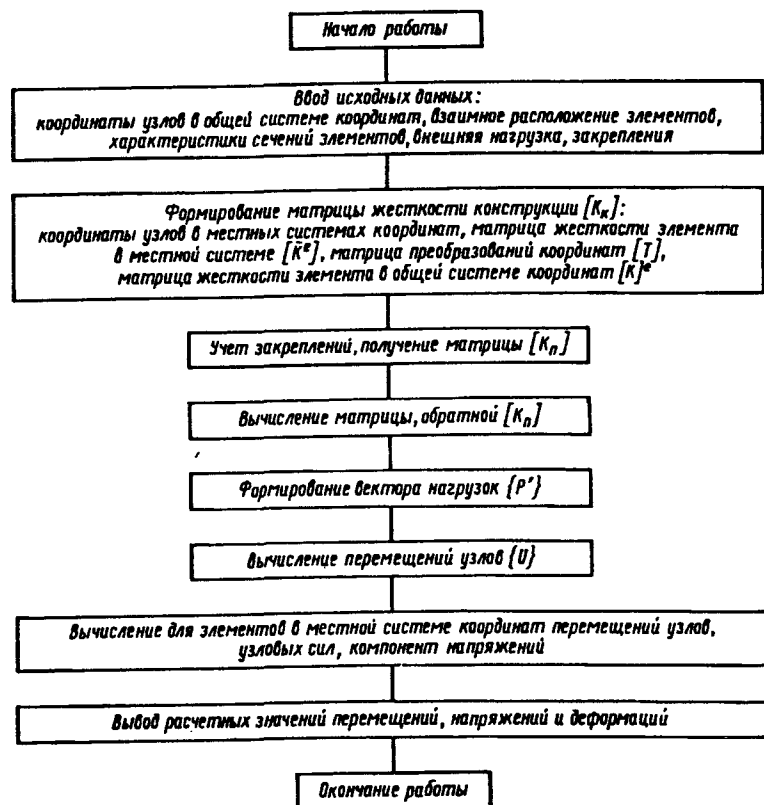 Начало работы
Ввод исходных данных:
координаты узлов в общей системе координат, взаимное расположение элементов,
характеристики сечений элементов, внешняя нагрузка, закрепления
Формирование матрицы жесткости конструкции [Kк]:
координаты узлов в местных системах координат, матрица жесткости элемента
в местной системе [K̄ᵉ], матрица преобразований координат [T],
матрица жесткости элемента в общей системе координат [K]ᵉ
Учет закреплений, получение матрицы [Kп]
Вычисление матрицы, обратной [Kп]
Формирование вектора нагрузок {P'}
Вычисление перемещений узлов {U}
Вычисление для элементов в местной системе координат перемещений узлов,
узловых сил, компонент напряжений
Вывод расчетных значений перемещений, напряжений и деформаций
Окончание работы